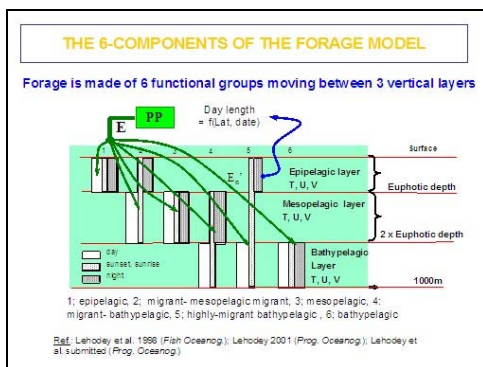 THE 6-COMPONENTS OF THE FORAGE MODEL
Forage is made of 6 functional groups moving between 3 vertical layers
PP
E
Day length
= f(Lat, date)
1 2 3 4 5 6
Surface
Epipelagic layer
T, U, V
Euphotic depth
Mesopelagic layer
T, U, V
2 x Euphotic depth
day
sunset, sunrise
night
Bathypelagic
Layer
T, U, V
1000m
1; epipelagic, 2; migrant- mesopelagic migrant, 3; mesopelagic, 4;
migrant- bathypelagic, 5; highly-migrant bathypelagic , 6; bathypelagic
Ref: Lehodey et al. 1998 (Fish Oceanog.); Lehodey 2001 (Prog. Oceanog.); Lehodey et
al. submitted (Prog. Oceanog.)